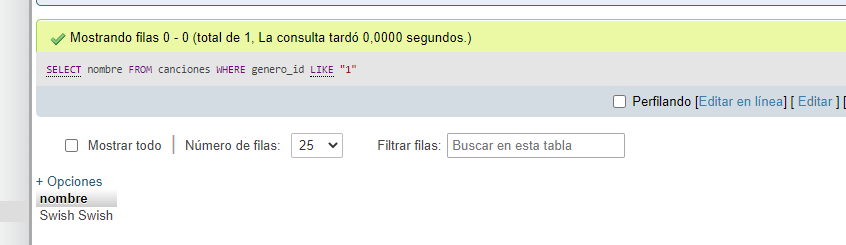 Mostrando filas 0 - 0 (total de 1, La consulta tardó 0,0000 segundos.)
SELECT nombre FROM canciones WHERE genero_id LIKE "1"
Perfilando [Editar en línea] [ Editar ] [
Mostrar todo | Número de filas: 25 Filtrar filas: Buscar en esta tabla
+ Opciones
nombre
Swish Swish